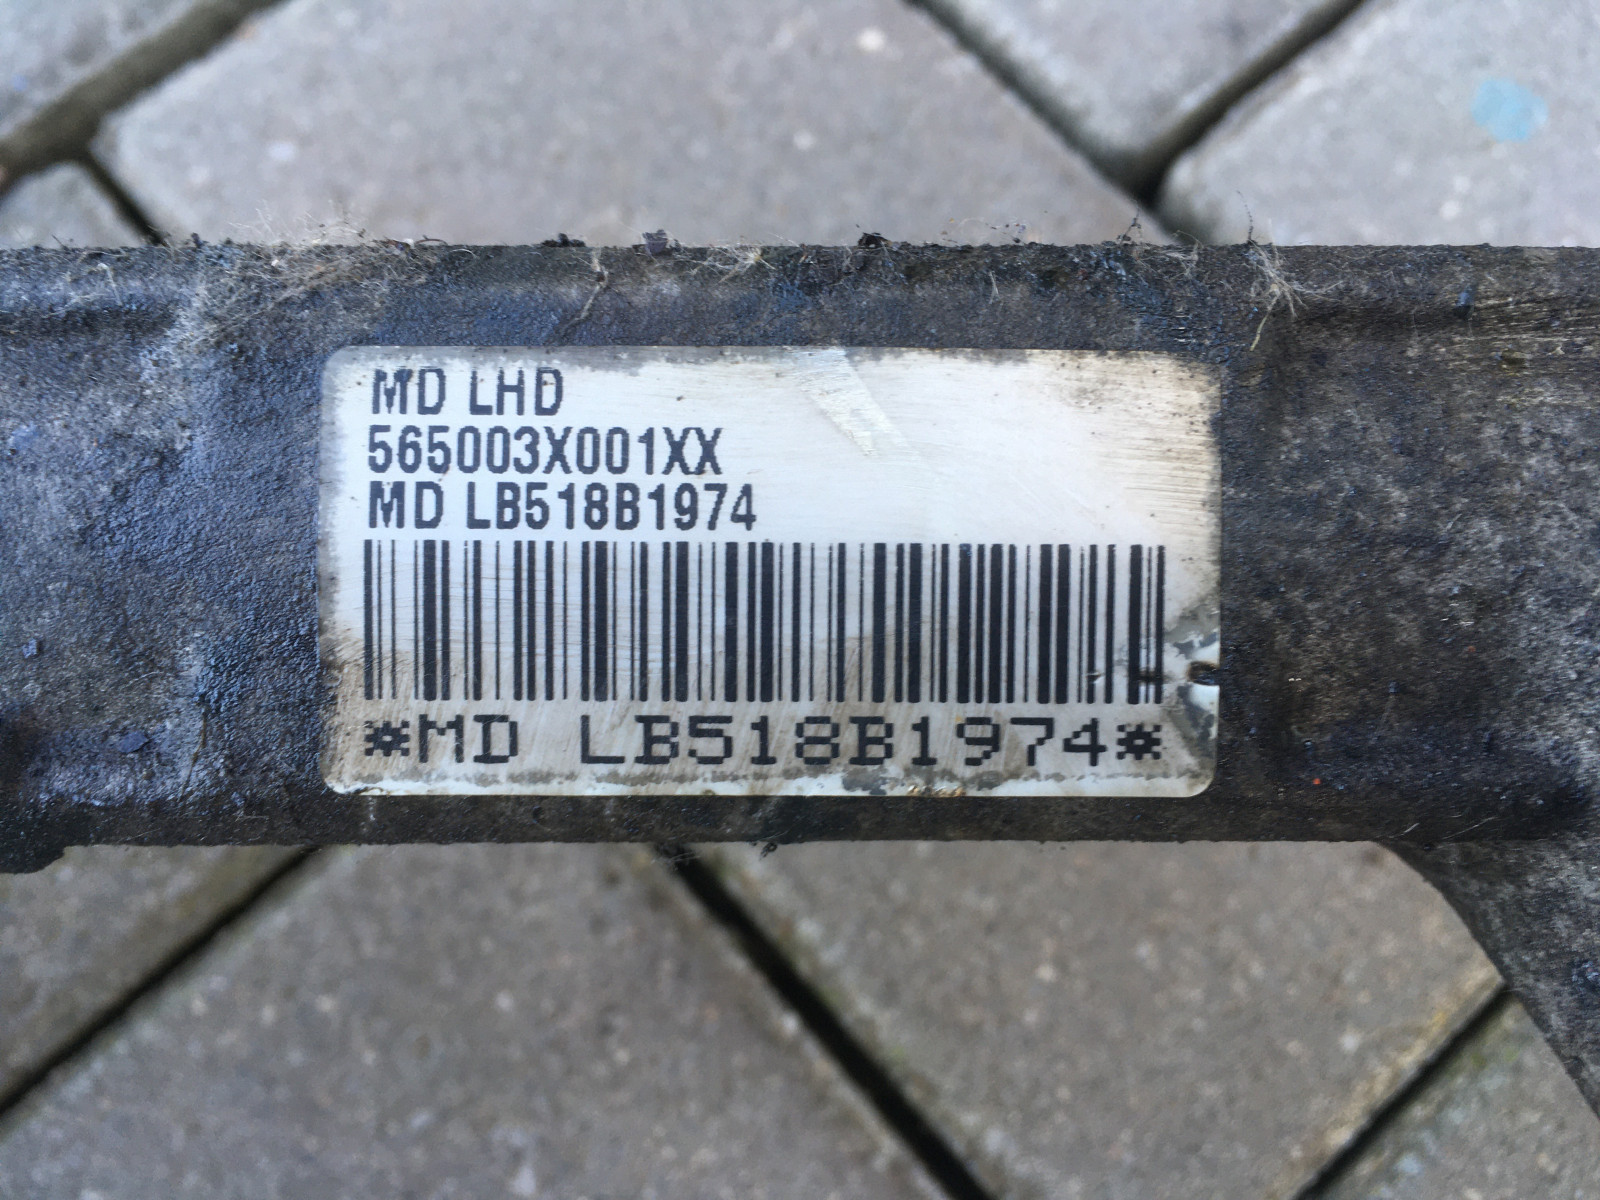 MD LHD
565003X001XX
MD LB518B1974
*MD LB518B1974*